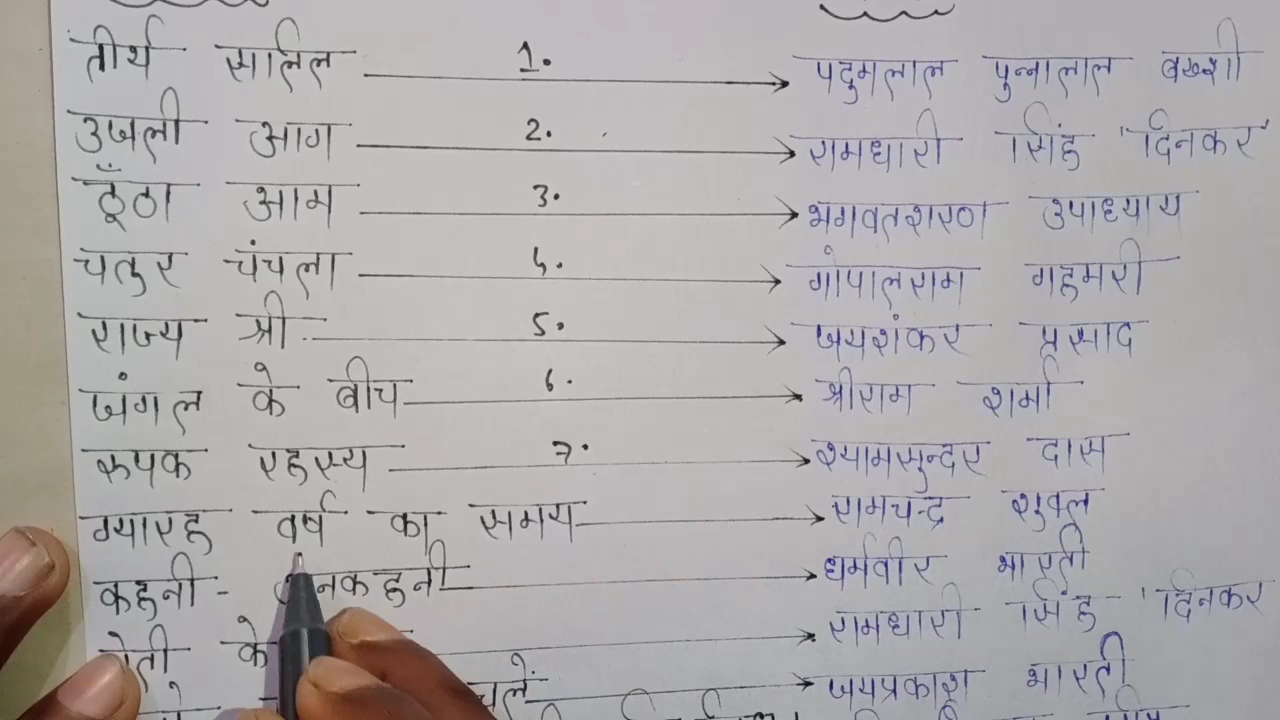 तीर्थ सलिल 1. पदुमलाल पुन्नालाल बख्शी
उजली आग 2. रामधारी सिंह 'दिनकर'
ठूँठा आम 3. भगवतशरण उपाध्याय
चतुर चंचला 4. गोपालराम गहमरी
राज्य श्री 5. जयशंकर प्रसाद
जंगल के बीच 6. श्रीराम शर्मा
रूपक रहस्य 7. श्यामसुन्दर दास
ग्यारह वर्ष का समय रामचन्द्र शुक्ल
कहनी - अनकहनी धर्मवीर भारती
के रामधारी सिंह 'दिनकर
चलें जयप्रकाश भारती